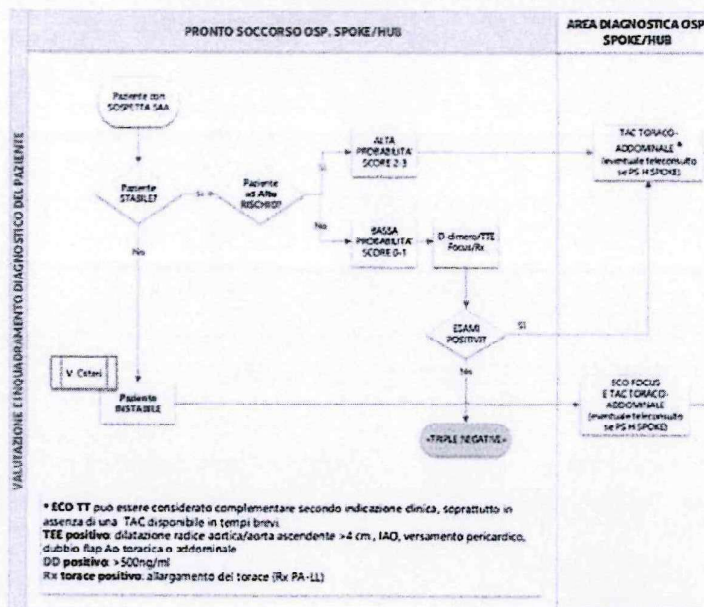 PRONTO SOCCORSO OSP. SPOKE/HUB
AREA DIAGNOSTICA OSP
SPOKE/HUB
VALUTAZIONE E INQUADRAMENTO DIAGNOSTICO DEL PAZIENTE
Paziente con
SOSPETTA SAA
Paziente
STABILE?
Si
Paziente
ad Alto
RISCHIO?
Si
ALTA
PROBABILITA'
SCORE 2-3
TAC TORACO-
ADDOMINALE *
(eventuale teleconsulto
se PS H SPOKE)
No
BASSA
PROBABILITA'
SCORE 0-1
D-dimero/TTE
Focus/Rx
No
ESAMI
POSITIVI?
Si
No
V. Criteri
Paziente
INSTABILE
ECO FOCUS
E TAC TORACO-
ADDOMINALE
(eventuale teleconsulto
se PS H SPOKE)
«TRIPLE NEGATIVE»
* ECO TT può essere considerato complementare secondo indicazione clinica, soprattutto in
assenza di una TAC disponibile in tempi brevi.
TEE positivo: dilatazione radice aortica/aorta ascendente >4 cm, IAO, versamento pericardico,
dubbio flap Ao toracica o addominale
DD positivo: >500ng/ml
Rx torace positivo: allargamento del torace (Rx PA-LL)